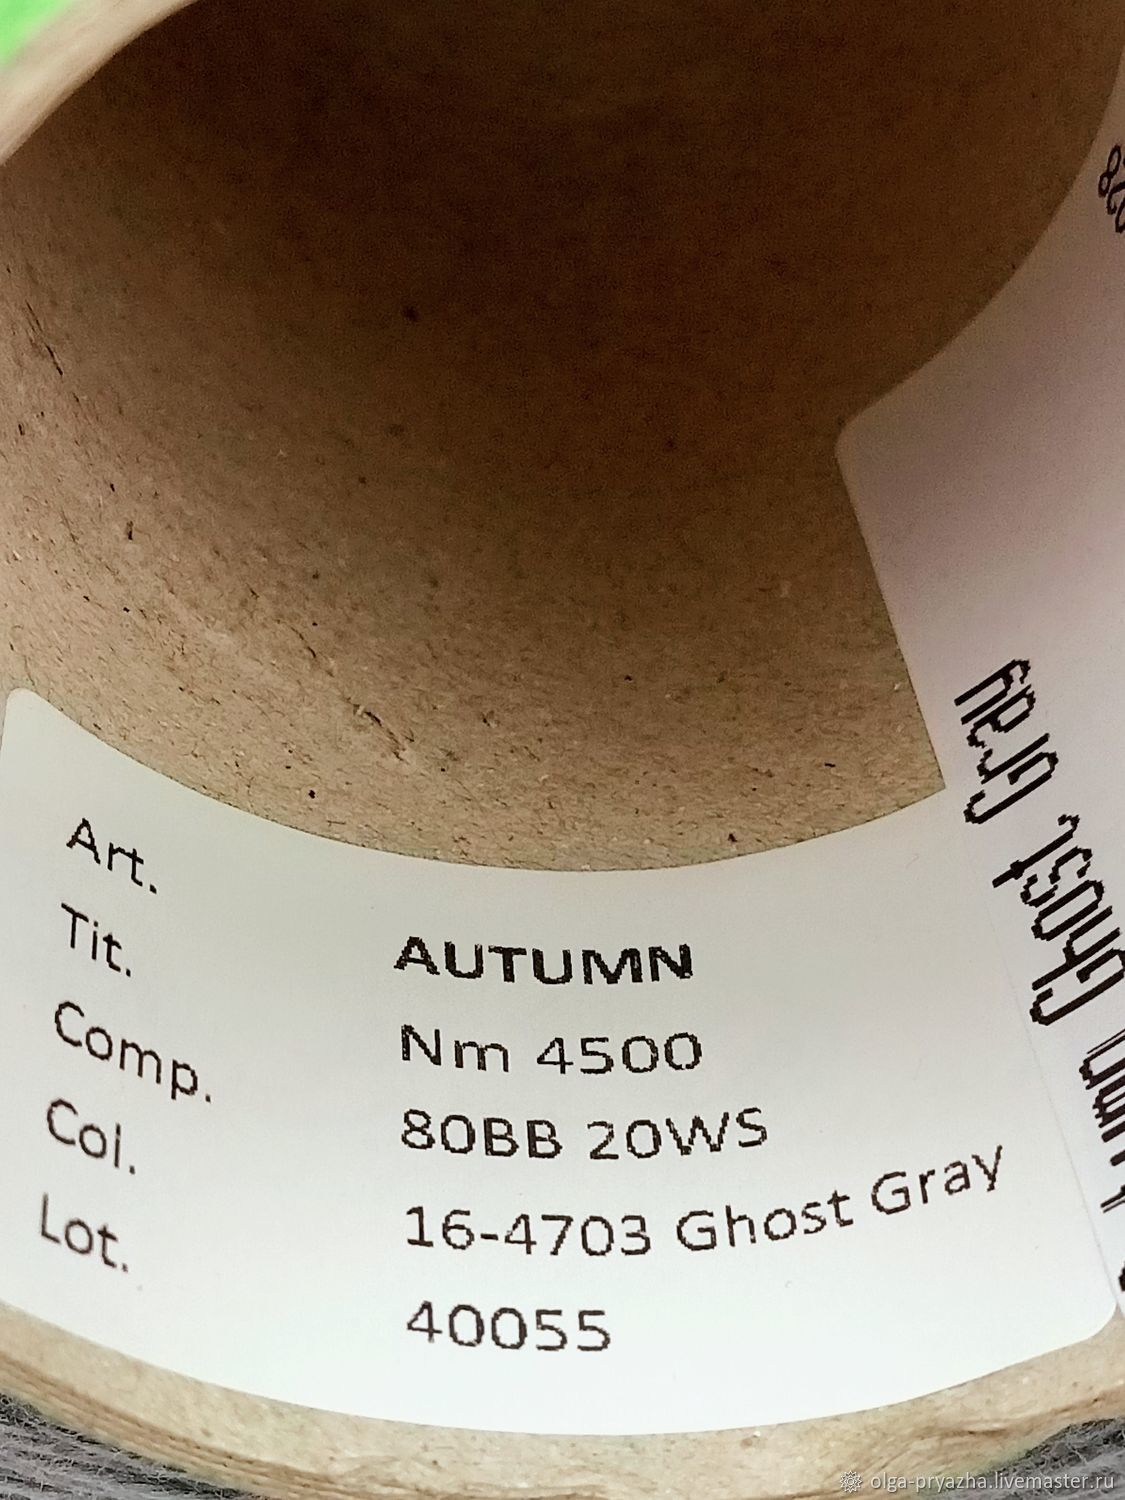 Art.
AUTUMN
Tit.
Nm 4500
Comp.
80BB 20WS
Col.
16-4703 Ghost Gray
Lot.
40055
Ghost Gray
olga-pryazha.livemaster.ru